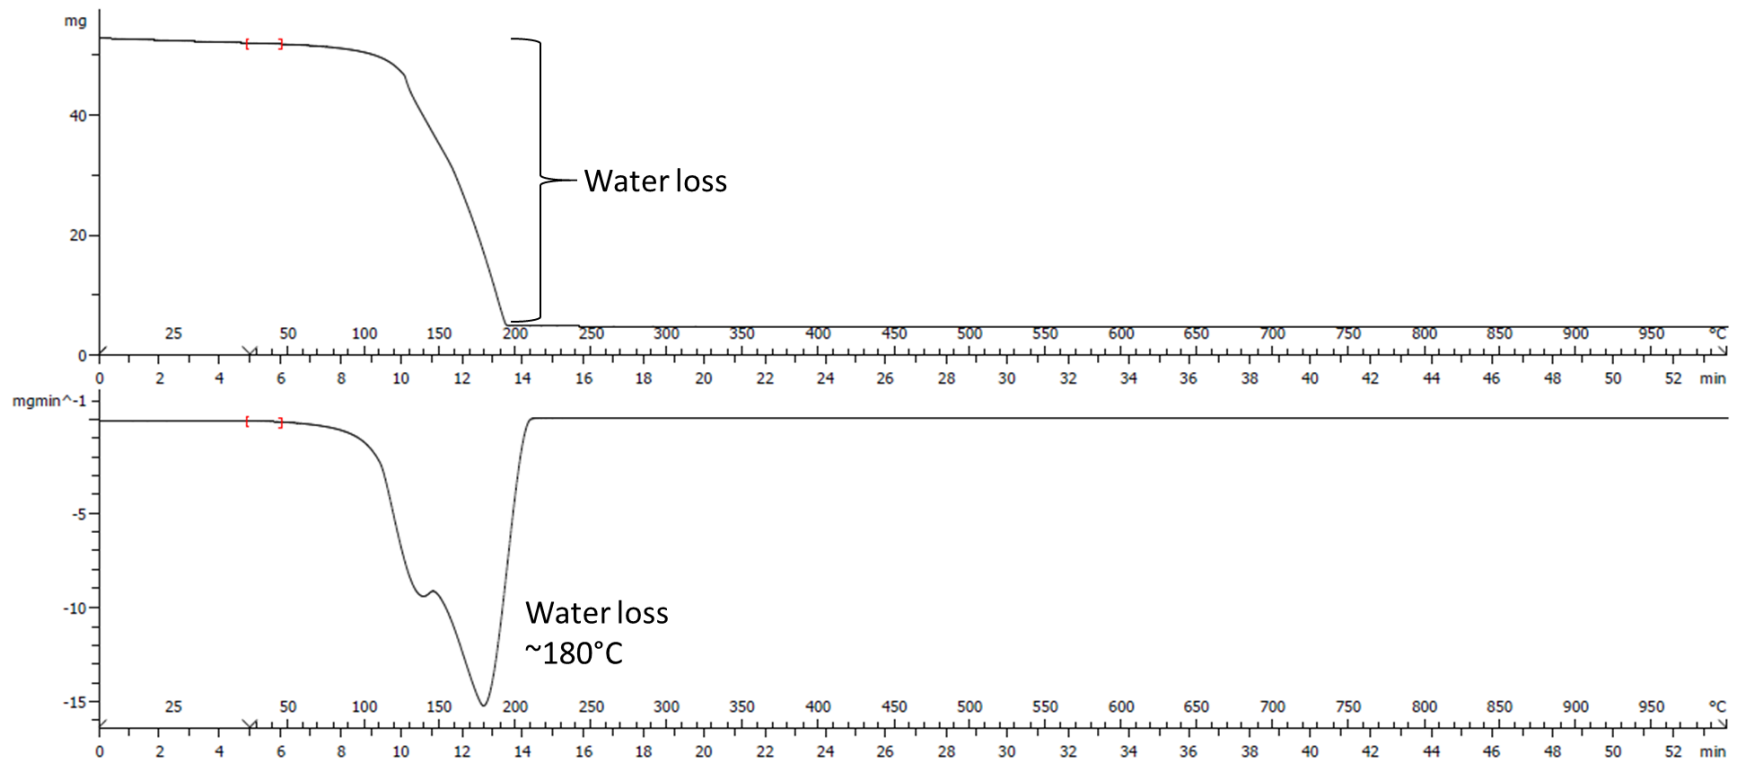 mg
40
Water loss
20
25 50 100 150 200 250 300 350 400 450 500 550 600 650 700 750 800 850 900 950 °C
0
0 2 4 6 8 10 12 14 16 18 20 22 24 26 28 30 32 34 36 38 40 42 44 46 48 50 52 min
mgmin^-1
-5
-10
Water loss
~180°C
-15
25 50 100 150 200 250 300 350 400 450 500 550 600 650 700 750 800 850 900 950 °C
0 2 4 6 8 10 12 14 16 18 20 22 24 26 28 30 32 34 36 38 40 42 44 46 48 50 52 min